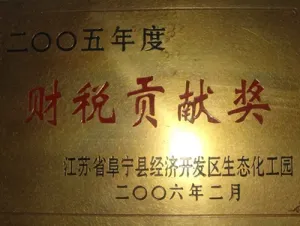 二〇〇五年度
财税贡献奖
江苏省阜宁县经济开发区生态化工园
二〇〇六年二月